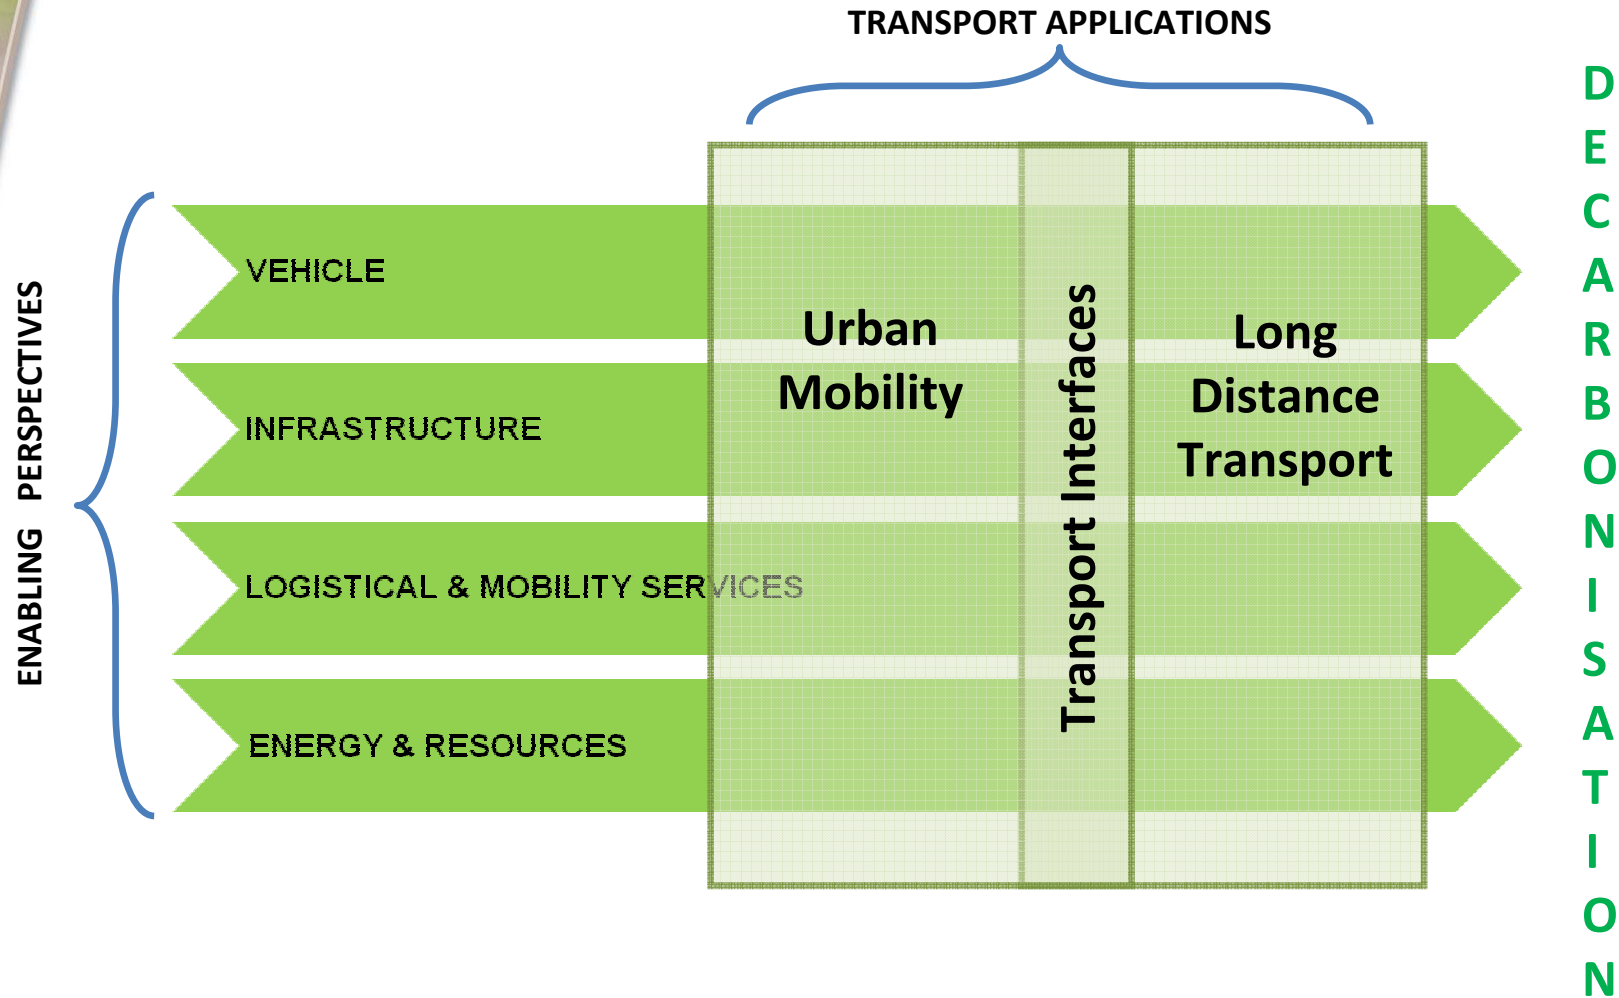 TRANSPORT APPLICATIONS
ENABLING PERSPECTIVES
VEHICLE
INFRASTRUCTURE
LOGISTICAL & MOBILITY SERVICES
ENERGY & RESOURCES
Urban
Mobility
Transport Interfaces
Long
Distance
Transport
D
E
C
A
R
B
O
N
I
S
A
T
I
O
N